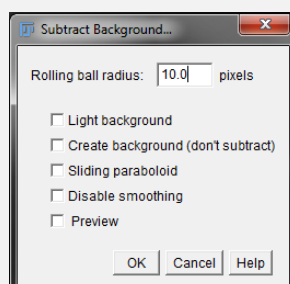 Subtract Background...
Rolling ball radius: 10.0 pixels
Light background
Create background (don't subtract)
Sliding paraboloid
Disable smoothing
Preview
OK Cancel Help